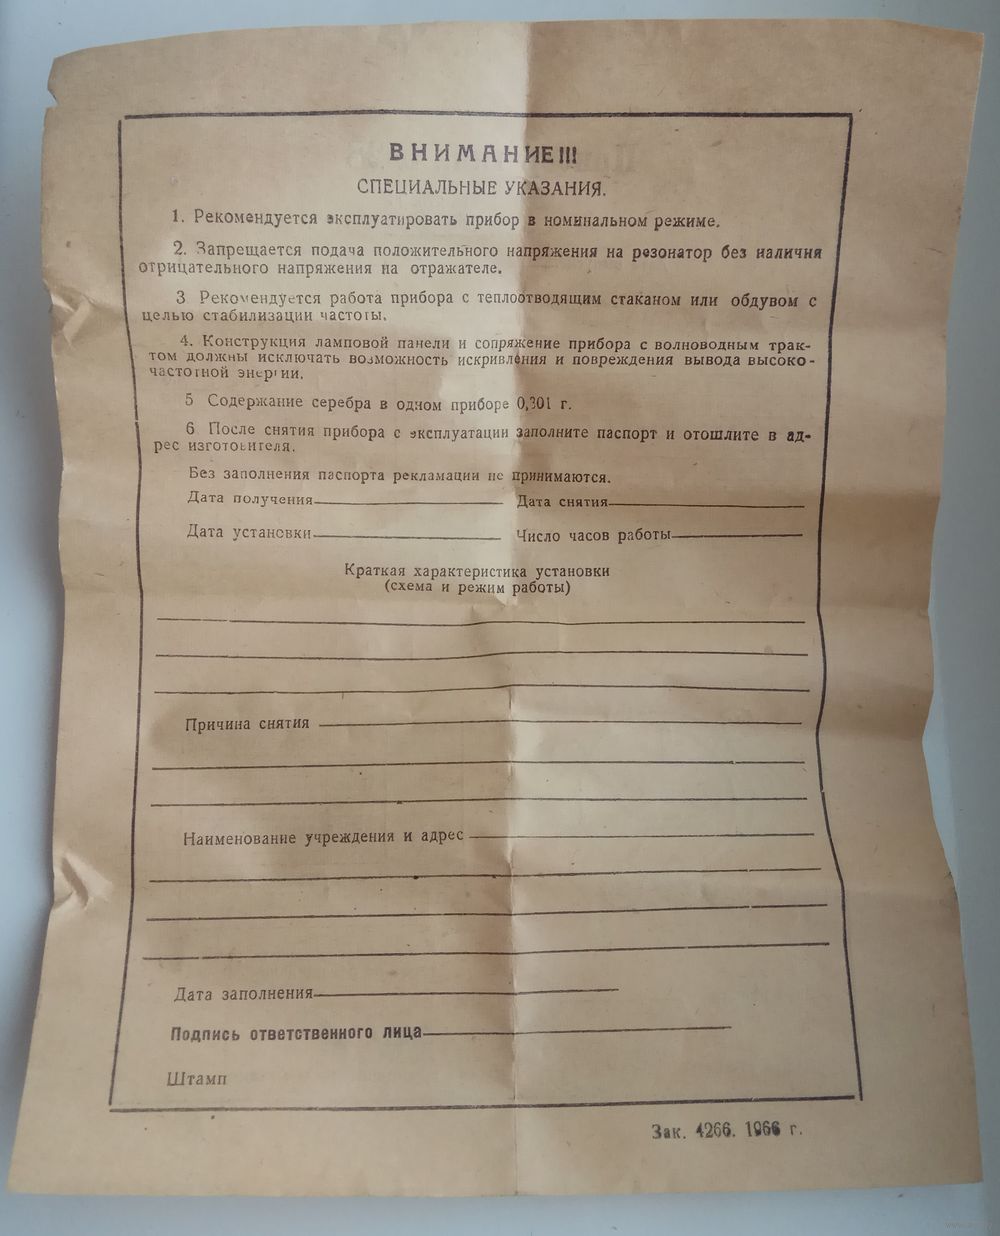 ВНИМАНИЕ!!!
СПЕЦИАЛЬНЫЕ УКАЗАНИЯ.
1. Рекомендуется эксплуатировать прибор в номинальном режиме.
2. Запрещается подача положительного напряжения на резонатор без наличия
отрицательного напряжения на отражателе.
3 Рекомендуется работа прибора с теплоотводящим стаканом или обдувом с
целью стабилизации частоты.
4. Конструкция ламповой панели и сопряжение прибора с волноводным трак-
том должны исключать возможность искривления и повреждения вывода высоко-
частотной энергии.
5 Содержание серебра в одном приборе г.
6 После снятия прибора с эксплуатации заполните паспорт и отошлите в ад-
рес изготовителя.
Без заполнения паспорта рекламации не принимаются.
Дата получения Дата снятия
Дата установки Число часов работы
Краткая характеристика установки
(схема и режим работы)
Причина снятия
Наименование учреждения и адрес
Дата заполнения
Подпись ответственного лица
Штамп
Зак. 4266. 1966 г.